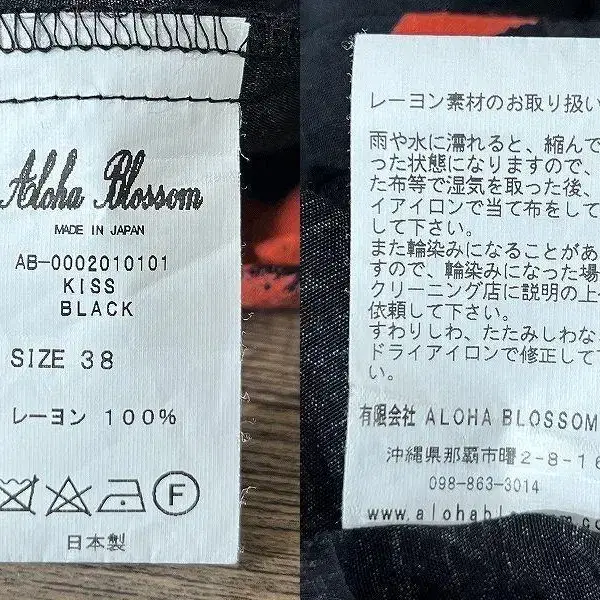 Aloha Blossom
MADE IN JAPAN
AB-0002010101
KISS
BLACK
SIZE 38
レーヨン 100%
F
日本製
レーヨン素材のお取り扱い
雨や水に濡れると、縮んで
った状態になりますので、
た布等で湿気を取った後、
イアイロンで当て布をして
して下さい。
また輪染みになることがあ
すので、輪染みになった場
クリーニング店に説明の上
依頼して下さい。
すわりしわ、たたみしわな
ドライアイロンで修正して
い。
有限会社 ALOHA BLOSSOM
沖縄県那覇市曙2-8-16
098-863-3014
www.alohablossom.co